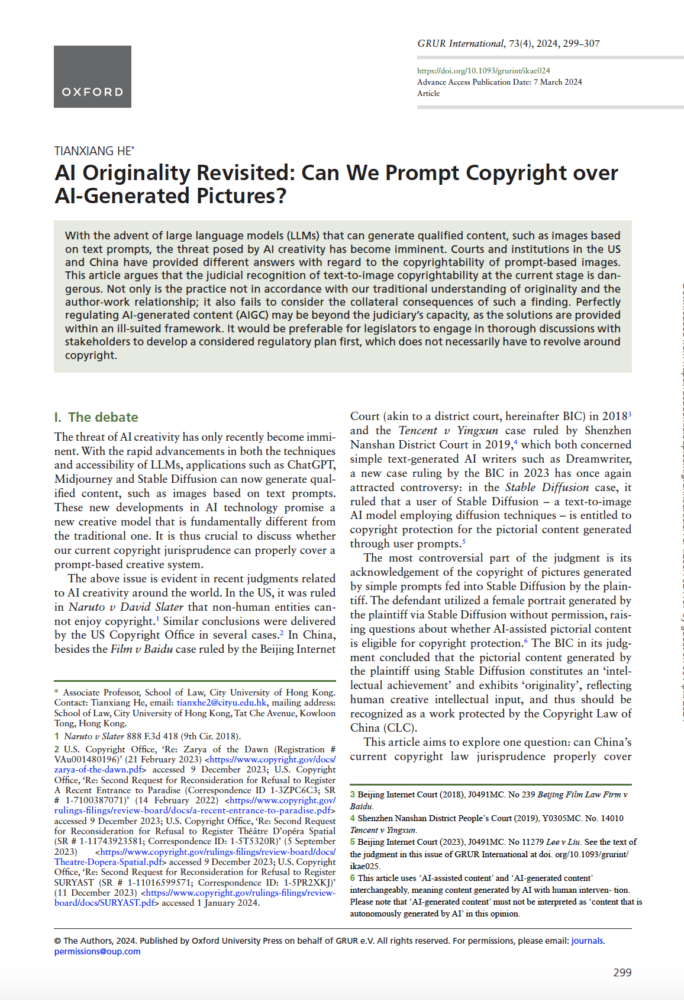 OXFORD
GRUR International, 73(4), 2024, 299–307
https://doi.org/10.1093/grurint/ikae024
Advance Access Publication Date: 7 March 2024
Article
TIANXIANG HE*
AI Originality Revisited: Can We Prompt Copyright over
AI-Generated Pictures?
With the advent of large language models (LLMs) that can generate qualified content, such as images based
on text prompts, the threat posed by AI creativity has become imminent. Courts and institutions in the US
and China have provided different answers with regard to the copyrightability of prompt-based images.
This article argues that the judicial recognition of text-to-image copyrightability at the current stage is dan-
gerous. Not only is the practice not in accordance with our traditional understanding of originality and the
author-work relationship; it also fails to consider the collateral consequences of such a finding. Perfectly
regulating AI-generated content (AIGC) may be beyond the judiciary's capacity, as the solutions are provided
within an ill-suited framework. It would be preferable for legislators to engage in thorough discussions with
stakeholders to develop a considered regulatory plan first, which does not necessarily have to revolve around
copyright.
I. The debate
The threat of AI creativity has only recently become immi-
nent. With the rapid advancements in both the techniques
and accessibility of LLMs, applications such as ChatGPT,
Midjourney and Stable Diffusion can now generate qual-
ified content, such as images based on text prompts.
These new developments in AI technology promise a
new creative model that is fundamentally different from
the traditional one. It is thus crucial to discuss whether
our current copyright jurisprudence can properly cover a
prompt-based creative system.
The above issue is evident in recent judgments related
to AI creativity around the world. In the US, it was ruled
in Naruto v David Slater that non-human entities can-
not enjoy copyright.1 Similar conclusions were delivered
by the US Copyright Office in several cases.2 In China,
besides the Film v Baidu case ruled by the Beijing Internet
* Associate Professor, School of Law, City University of Hong Kong.
Contact: Tianxiang He, email: tianxhe2@cityu.edu.hk, mailing address:
School of Law, City University of Hong Kong, Tat Che Avenue, Kowloon
Tong, Hong Kong.
1 Naruto v Slater 888 F.3d 418 (9th Cir. 2018).
2 U.S. Copyright Office, 'Re: Zarya of the Dawn (Registration #
VAu001480196)' (21 February 2023) <https://www.copyright.gov/docs/
zarya-of-the-dawn.pdf> accessed 9 December 2023; U.S. Copyright
Office, 'Re: Second Request for Reconsideration for Refusal to Register
A Recent Entrance to Paradise (Correspondence ID 1-3ZPC6C3; SR
# 1-7100387071)' (14 February 2022) <https://www.copyright.gov/
rulings-filings/review-board/docs/a-recent-entrance-to-paradise.pdf>
accessed 9 December 2023; U.S. Copyright Office, 'Re: Second Request
for Reconsideration for Refusal to Register Théâtre D'opéra Spatial
(SR # 1-11743923581; Correspondence ID: 1-5T5320R)' (5 September
2023) <https://www.copyright.gov/rulings-filings/review-board/docs/
Theatre-Dopera-Spatial.pdf> accessed 9 December 2023; U.S. Copyright
Office, 'Re: Second Request for Reconsideration for Refusal to Register
SURYAST (SR # 1-11016599571; Correspondence ID: 1-5PR2XKJ)'
(11 December 2023) <https://www.copyright.gov/rulings-filings/review-
board/docs/SURYAST.pdf> accessed 1 January 2024.
Court (akin to a district court, hereinafter BIC) in 20183
and the Tencent v Yingxun case ruled by Shenzhen
Nanshan District Court in 2019,4 which both concerned
simple text-generated AI writers such as Dreamwriter,
a new case ruling by the BIC in 2023 has once again
attracted controversy: in the Stable Diffusion case, it
ruled that a user of Stable Diffusion – a text-to-image
AI model employing diffusion techniques – is entitled to
copyright protection for the pictorial content generated
through user prompts.5
The most controversial part of the judgment is its
acknowledgement of the copyright of pictures generated
by simple prompts fed into Stable Diffusion by the plain-
tiff. The defendant utilized a female portrait generated by
the plaintiff via Stable Diffusion without permission, rais-
ing questions about whether AI-assisted pictorial content
is eligible for copyright protection.6 The BIC in its judg-
ment concluded that the pictorial content generated by
the plaintiff using Stable Diffusion constitutes an 'intel-
lectual achievement' and exhibits 'originality', reflecting
human creative intellectual input, and thus should be
recognized as a work protected by the Copyright Law of
China (CLC).
This article aims to explore one question: can China's
current copyright law jurisprudence properly cover
3 Beijing Internet Court (2018), J0491MC. No 239 Beijing Film Law Firm v
Baidu.
4 Shenzhen Nanshan District People's Court (2019), Y0305MC. No. 14010
Tencent v Yingxun.
5 Beijing Internet Court (2023), J0491MC. No 11279 Lee v Liu. See the text of
the judgment in this issue of GRUR International at doi. org/10.1093/grurint/
ikae025.
6 This article uses 'AI-assisted content' and 'AI-generated content'
interchangeably, meaning content generated by AI with human interven- tion.
Please note that 'AI-generated content' must not be interpreted as 'content that is
autonomously generated by AI' in this opinion.
© The Authors, 2024. Published by Oxford University Press on behalf of GRUR e.V. All rights reserved. For permissions, please email: journals.
permissions@oup.com
299